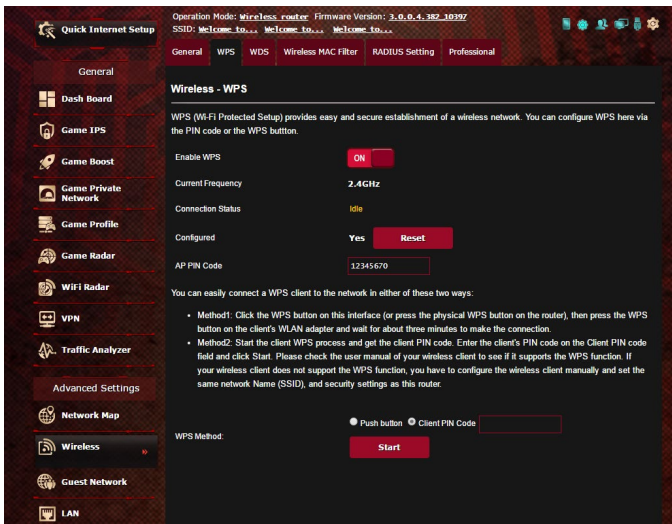 Quick Internet Setup
Operation Mode: Wireless router Firmware Version: 3.0.0.4.382_10397
SSID: Welcome to... Welcome to... Welcome to...
General WPS WDS Wireless MAC Filter RADIUS Setting Professional
General
Dash Board
Game IPS
Game Boost
Game Private
Network
Game Profile
Game Radar
WiFi Radar
VPN
Traffic Analyzer
Advanced Settings
Network Map
Wireless
Guest Network
LAN
Wireless - WPS
WPS (Wi-Fi Protected Setup) provides easy and secure establishment of a wireless network. You can configure WPS here via
the PIN code or the WPS buttton.
Enable WPS ON
Current Frequency 2.4GHz
Connection Status Idle
Configured Yes Reset
AP PIN Code 12345670
You can easily connect a WPS client to the network in either of these two ways:
• Method1: Click the WPS button on this interface (or press the physical WPS button on the router), then press the WPS
button on the client's WLAN adapter and wait for about three minutes to make the connection.
• Method2: Start the client WPS process and get the client PIN code. Enter the client's PIN code on the Client PIN code
field and click Start. Please check the user manual of your wireless client to see if it supports the WPS function. If
your wireless client does not support the WPS function, you have to configure the wireless client manually and set the
same network Name (SSID), and security settings as this router.
WPS Method: Push button Client PIN Code
Start